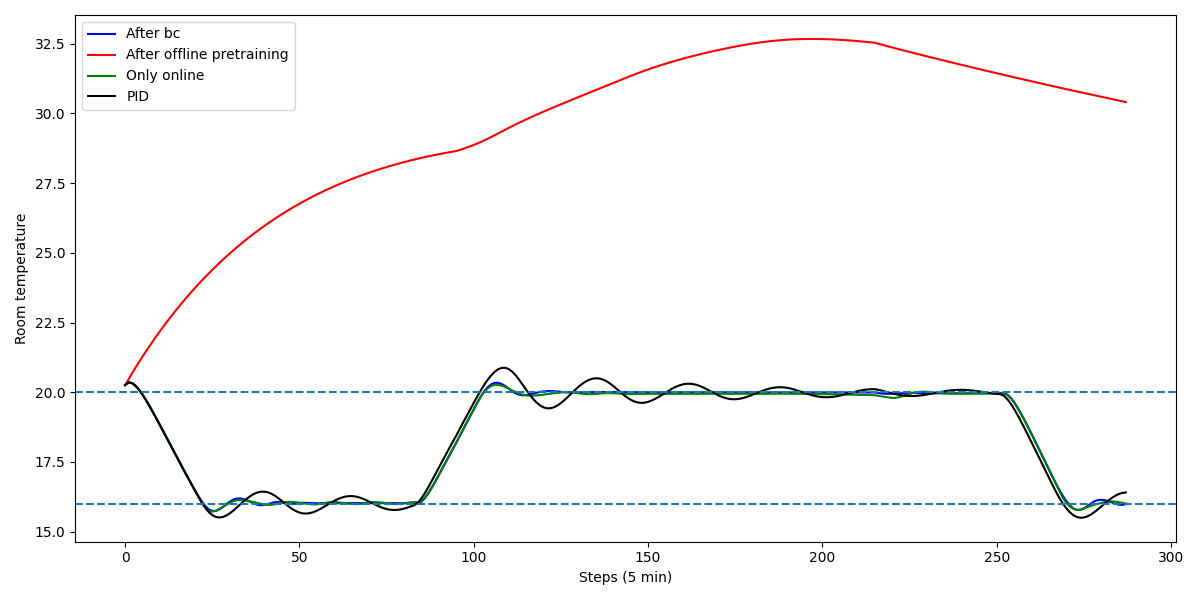 After bc
After offline pretraining
Only online
PID
Room temperature
32.5
30.0
27.5
25.0
22.5
20.0
17.5
15.0
0
50
100
150
200
250
300
Steps (5 min)